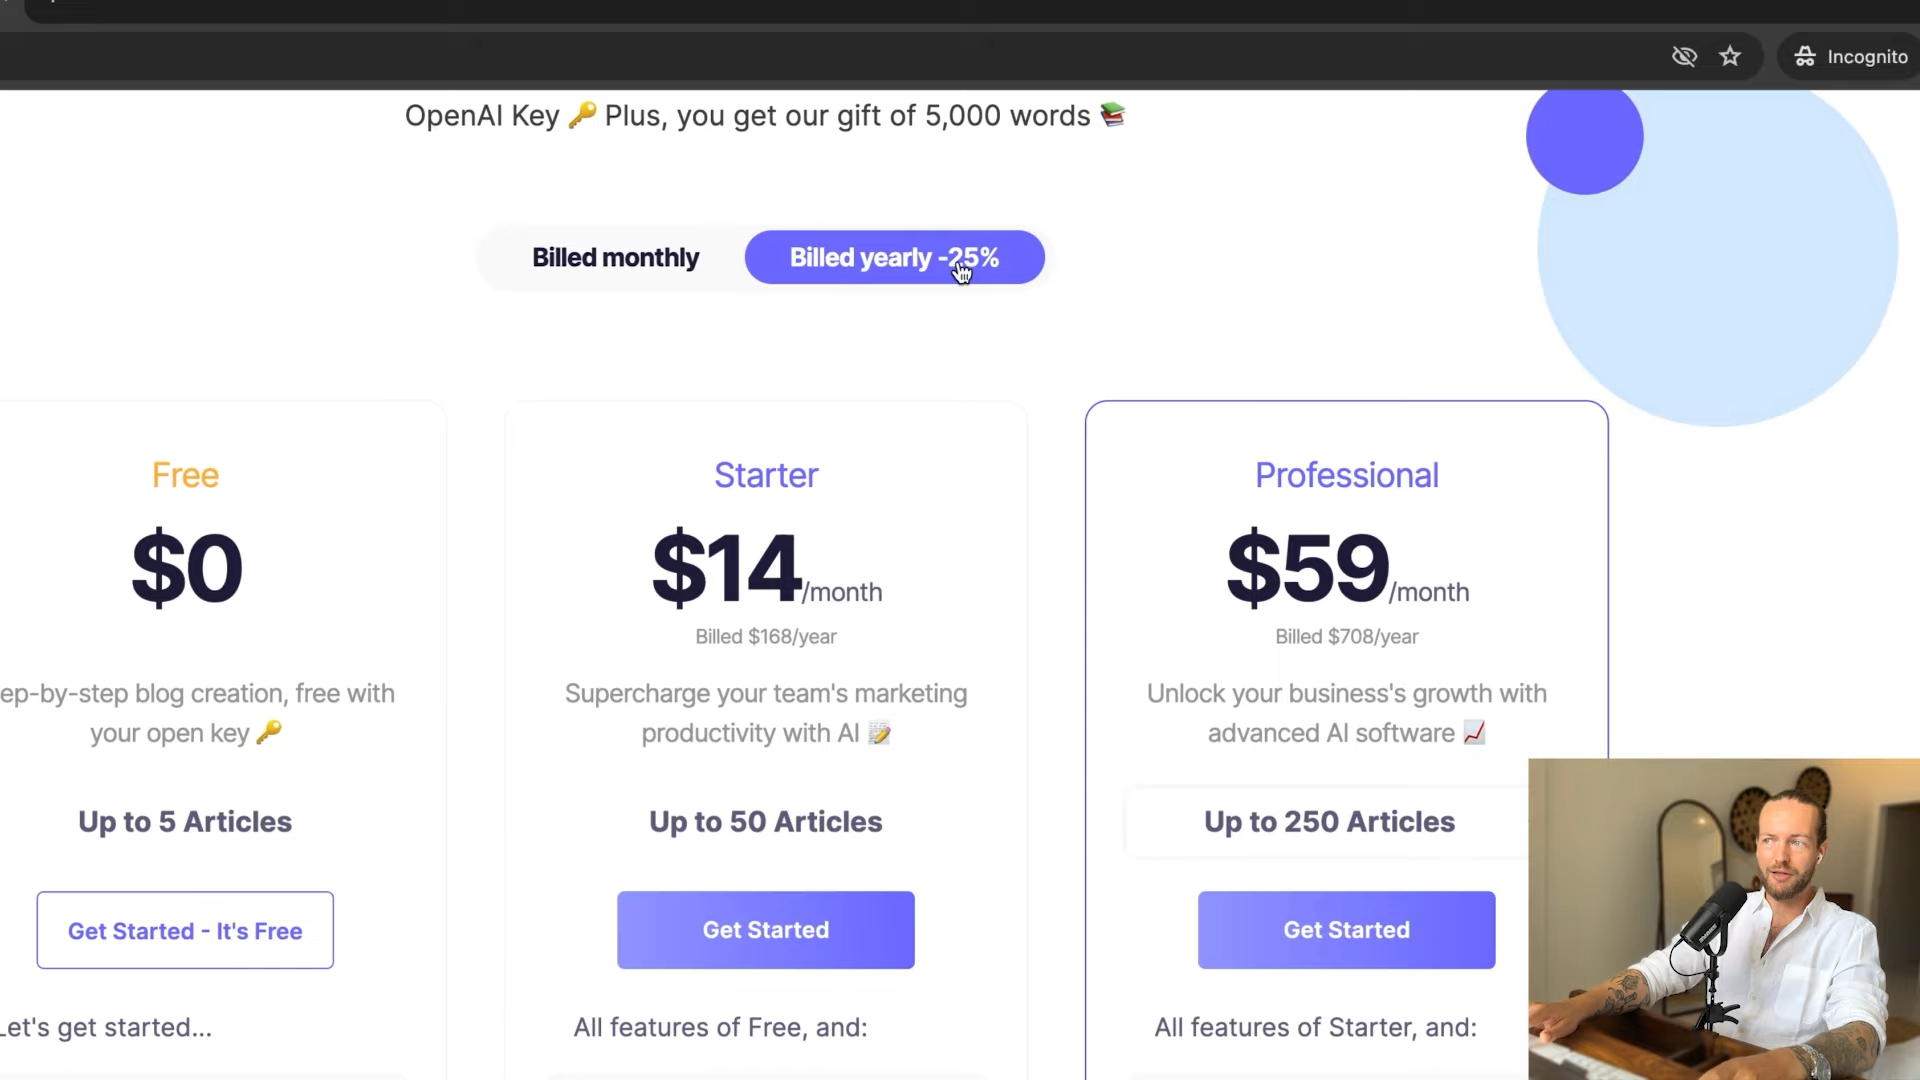 Incognito
OpenAI Key 🔑 Plus, you get our gift of 5,000 words 📚
Billed monthly
Billed yearly -25%
Free
$0
ep-by-step blog creation, free with
your open key 🔑
Up to 5 Articles
Get Started - It's Free
Let's get started...
Starter
$14/month
Billed $168/year
Supercharge your team's marketing
productivity with AI 📝
Up to 50 Articles
Get Started
All features of Free, and:
Professional
$59/month
Billed $708/year
Unlock your business's growth with
advanced AI software 📈
Up to 250 Articles
Get Started
All features of Starter, and: